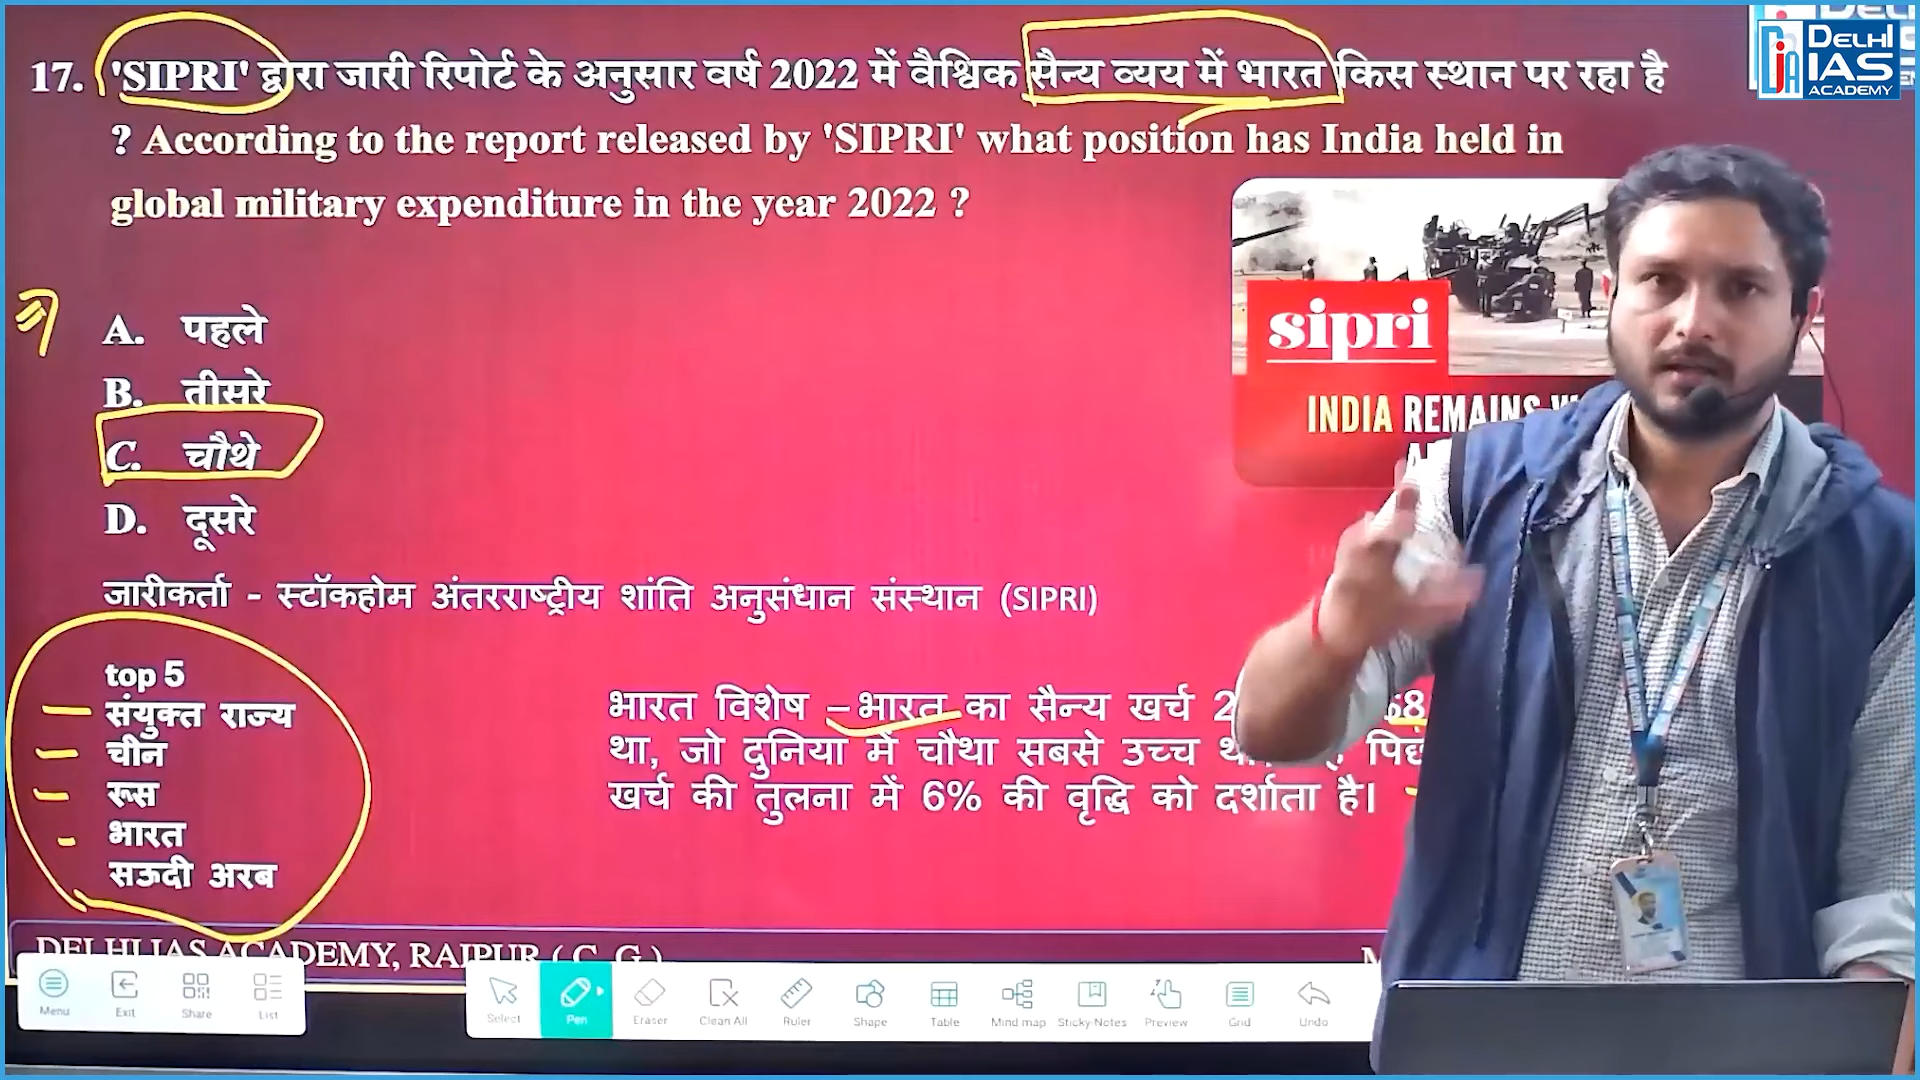 17. 'SIPRI' द्वारा जारी रिपोर्ट के अनुसार वर्ष 2022 में वैश्विक सैन्य व्यय में भारत किस स्थान पर रहा है
? According to the report released by 'SIPRI' what position has India held in
global military expenditure in the year 2022 ?
A. पहले
B. तीसरे
C. चौथे
D. दूसरे
जारीकर्ता - स्टॉकहोम अंतरराष्ट्रीय शांति अनुसंधान संस्थान (SIPRI)
top 5
संयुक्त राज्य
चीन
रूस
भारत
सऊदी अरब
भारत विशेष – भारत का सैन्य खर्च
था, जो दुनिया में चौथा सबसे उच्च
खर्च की तुलना में 6% की वृद्धि को दर्शाता है।
sipri
INDIA REMAINS
DELHI
IAS
ACADEMY
DELHI IAS ACADEMY, RAIPUR ( C. G.)
Menu
Exit
Share
List
Select
Pen
Eraser
Clean All
Ruler
Shape
Table
Mind map
Sticky-Notes
Preview
Grid
Undo